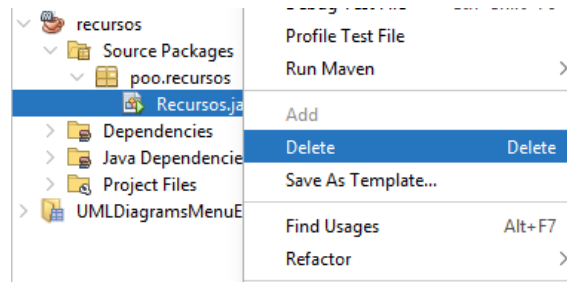 recursos
Source Packages
poo.recursos
Recursos.ja
Dependencies
Java Dependencie
Project Files
UMLDiagramsMenuE
Profile Test File
Run Maven
Add
Delete Delete
Save As Template...
Find Usages Alt+F7
Refactor